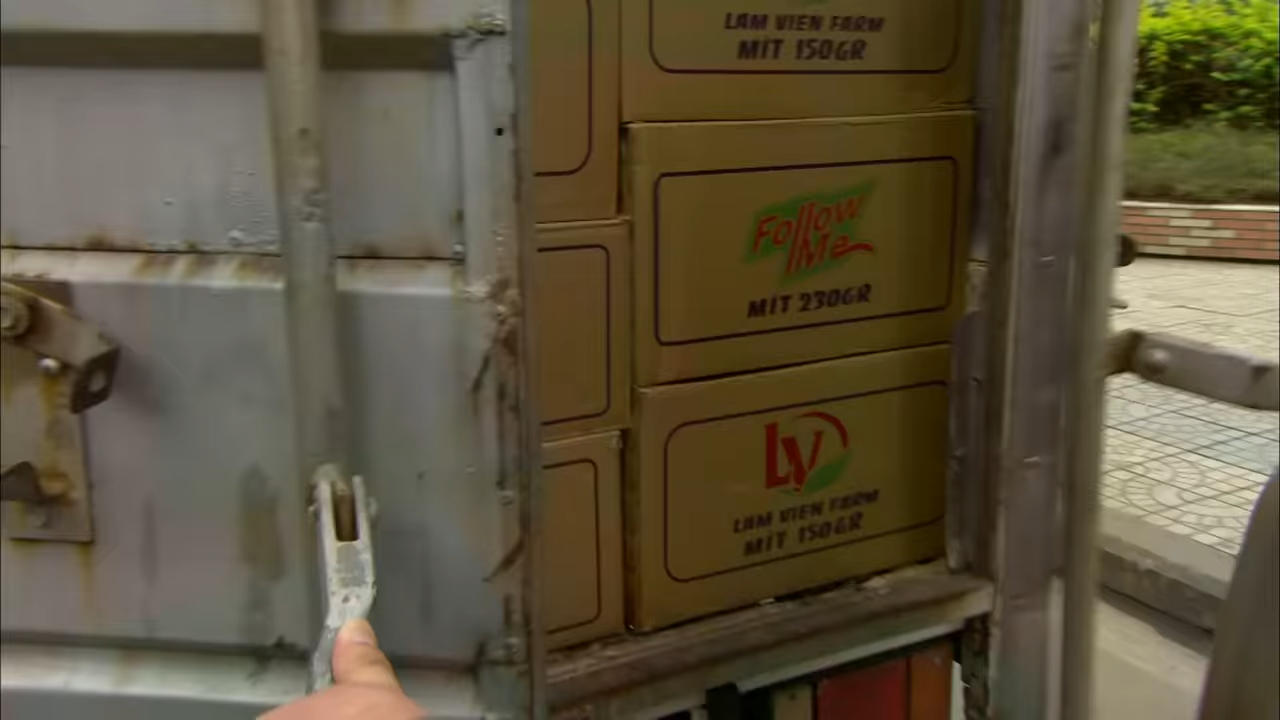 LAM VIEN FARM
MIT 150GR
Follow
Me
MIT 230GR
LV
LAM VIEN FARM
MIT 150GR